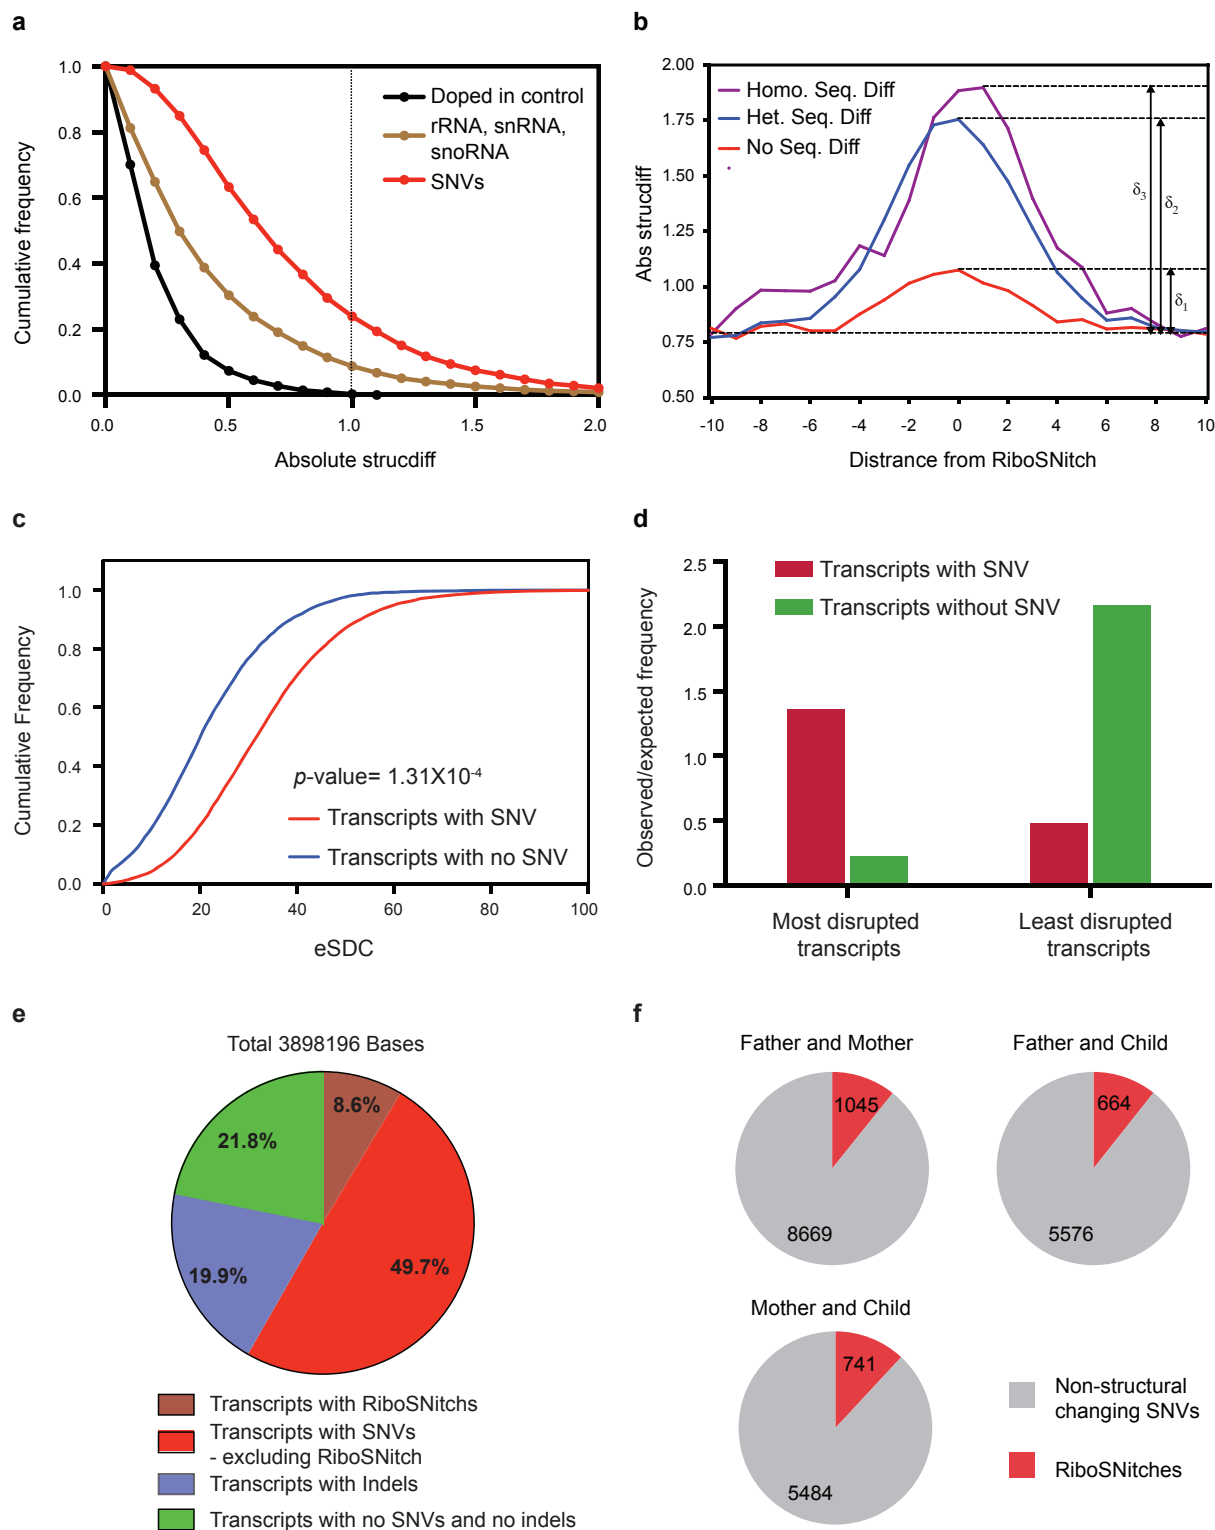 a
1.0
0.8
0.6
0.4
0.2
0.0
Cumulative frequency
Doped in control
rRNA, snRNA,
snoRNA
SNVs
0.0
0.5
1.0
1.5
2.0
Absolute strucdiff
b
2.00
1.75
1.50
1.25
1.00
0.75
0.50
Abs strucdiff
Homo. Seq. Diff
Het. Seq. Diff
No Seq. Diff
δ3
δ2
δ1
-10
-8
-6
-4
-2
0
2
4
6
8
10
Distrance from RiboSNitch
c
1.0
0.8
0.6
0.4
0.2
0.0
Cumulative Frequency
p-value= 1.31X10-4
Transcripts with SNV
Transcripts with no SNV
0
20
40
60
80
100
eSDC
d
2.5
2.0
1.5
1.0
0.5
0.0
Observed/expected frequency
Transcripts with SNV
Transcripts without SNV
Most disrupted
transcripts
Least disrupted
transcripts
e
Total 3898196 Bases
8.6%
21.8%
49.7%
19.9%
Transcripts with RiboSNitchs
Transcripts with SNVs
- excluding RiboSNitch
Transcripts with Indels
Transcripts with no SNVs and no indels
f
Father and Mother
1045
8669
Father and Child
664
5576
Mother and Child
741
5484
Non-structural
changing SNVs
RiboSNitches